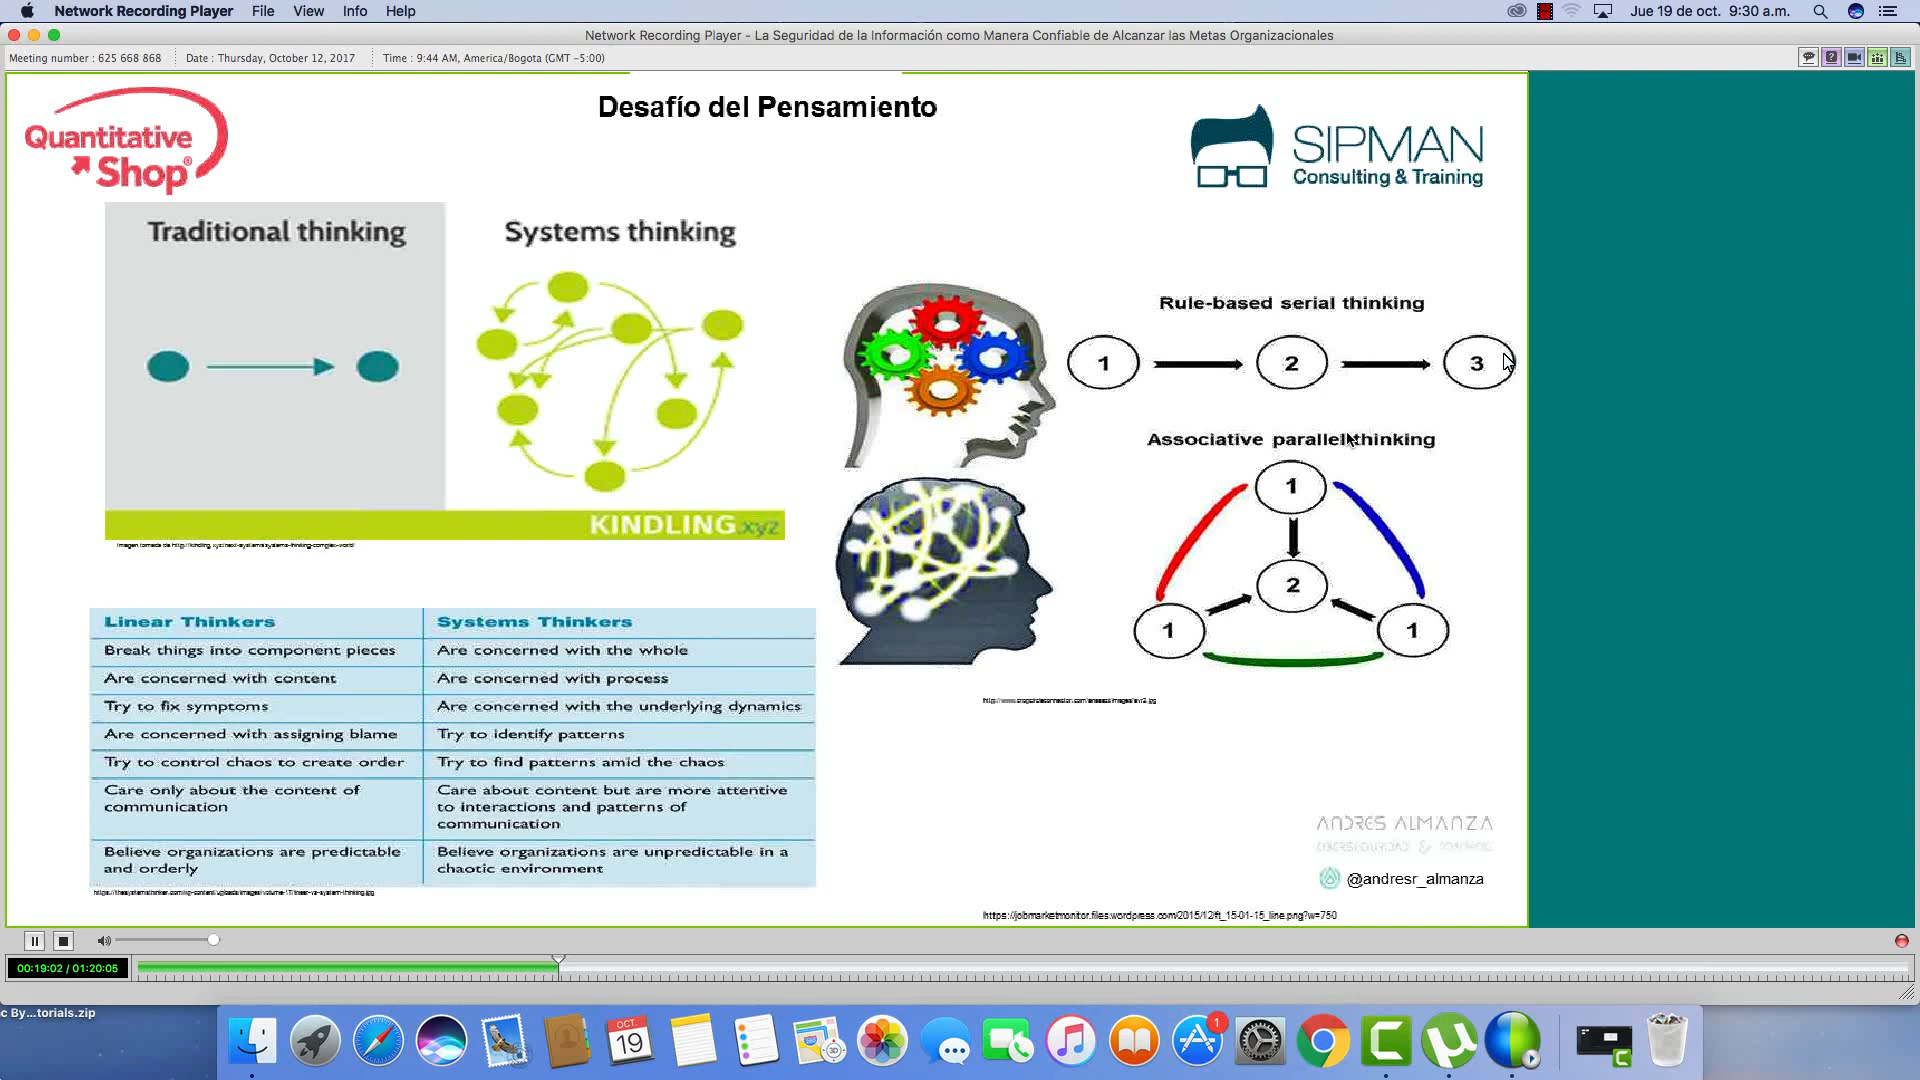 Network Recording Player File View Info Help
Jue 19 de oct. 9:30 a.m.
Network Recording Player - La Seguridad de la Información como Manera Confiable de Alcanzar las Metas Organizacionales
Meeting number : 625 668 868 Date : Thursday, October 12, 2017 Time : 9:44 AM, America/Bogota (GMT -5:00)
Quantitative
Shop®
Desafío del Pensamiento
SIPMAN
Consulting & Training
Traditional thinking
Systems thinking
KINDLING.xyz
Rule-based serial thinking
1 2 3
Associative parallel thinking
1
2
1 1
Linear Thinkers Systems Thinkers
Break things into component pieces Are concerned with the whole
Are concerned with content Are concerned with process
Try to fix symptoms Are concerned with the underlying dynamics
Are concerned with assigning blame Try to identify patterns
Try to control chaos to create order Try to find patterns amid the chaos
Care only about the content of
communication
Care about content but are more attentive
to interactions and patterns of
communication
Believe organizations are predictable
and orderly
Believe organizations are unpredictable in a
chaotic environment
ANDRES ALMANZA
@andresr_almanza
https://jobmarketmonitor.files.wordpress.com/2015/12/ft_15-01-15_line.png?w=750
00:19:02 / 01:20:05
c By...torials.zip
OCT.
19
3D
1